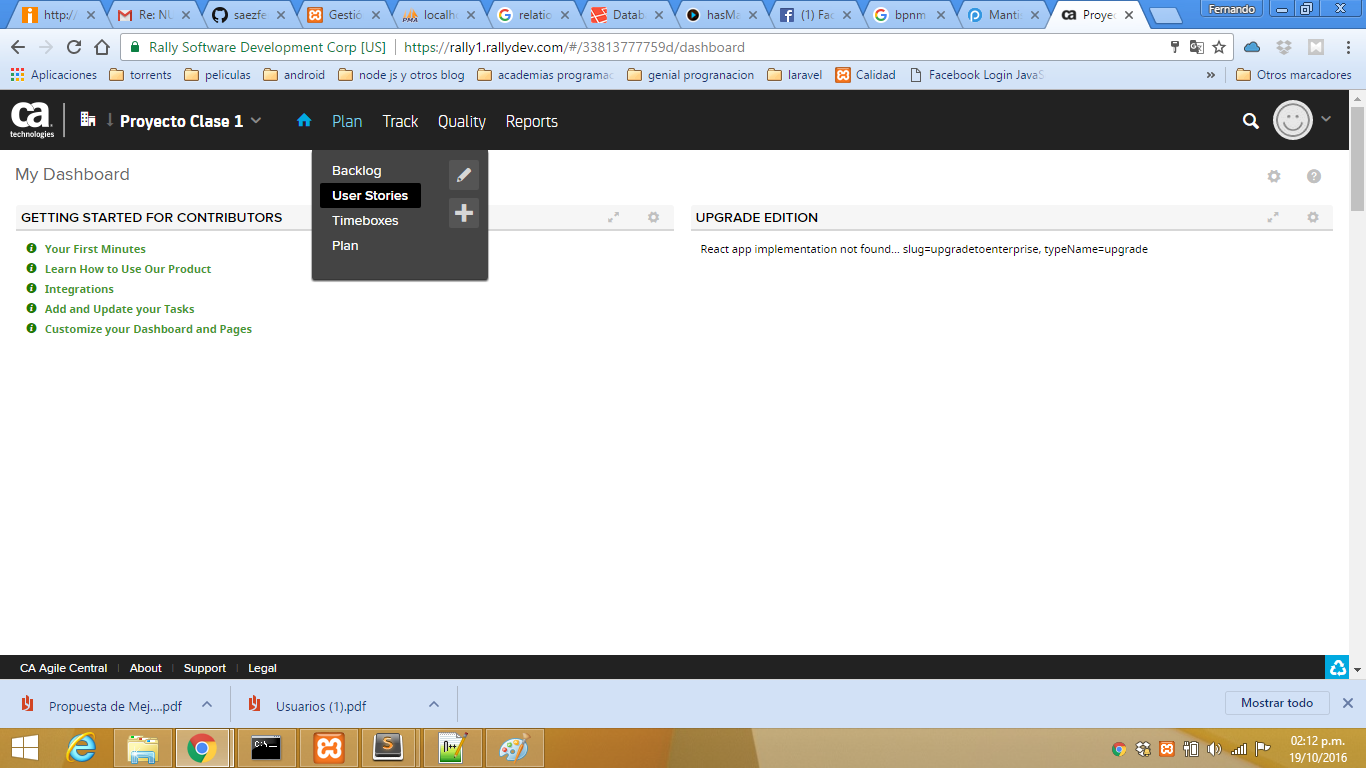 http:/
Re: NU
saezfe
Gestió
localh
relatio
Datab
hasMa
(1) Fac
bpnm
Manti
Proye
Fernando
Rally Software Development Corp [US]
https://rally1.rallydev.com/#/33813777759d/dashboard
Aplicaciones
torrents
peliculas
android
node js y otros blog
academias programac
genial progranacion
laravel
Calidad
Facebook Login JavaS
»
Otros marcadores
ca
technologies
Proyecto Clase 1
Plan
Track
Quality
Reports
My Dashboard
Backlog
User Stories
Timeboxes
Plan
GETTING STARTED FOR CONTRIBUTORS
Your First Minutes
Learn How to Use Our Product
Integrations
Add and Update your Tasks
Customize your Dashboard and Pages
UPGRADE EDITION
React app implementation not found... slug=upgradetoenterprise, typeName=upgrade
CA Agile Central
About
Support
Legal
Propuesta de Mej....pdf
Usuarios (1).pdf
Mostrar todo
02:12 p.m.
19/10/2016